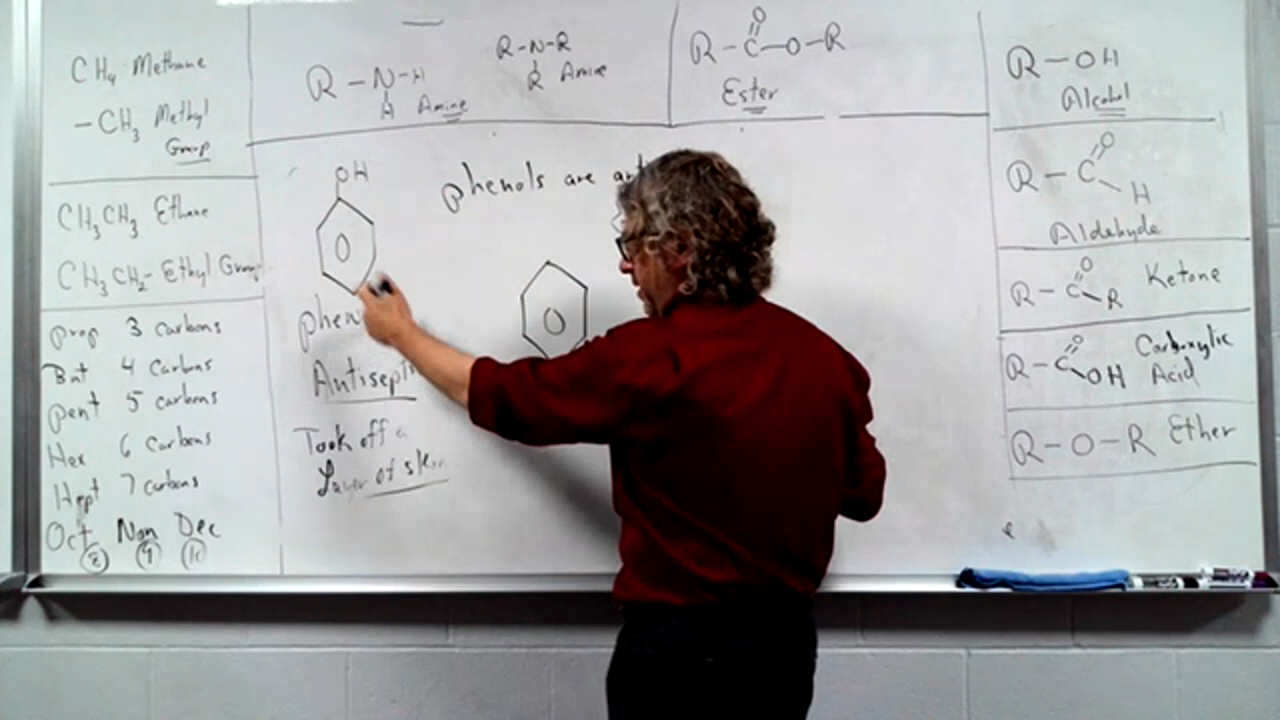 CH4 Methane
-CH3 Methyl
Group
CH3CH3 Ethane
CH3CH2- Ethyl Group
Prop 3 carbons
But 4 Carbons
pent 5 carbons
Hex 6 carbons
Hept 7 carbons
Oct Non Dec
8 9 10
R-N-H
H Amine
R-N-R
R Amine
O
R-C-O-R
Ester
OH
O
phen
Antisept
Took off a
Layer of skin
phenols are an
O
R-OH
Alcohol
O
R-C
H
Aldehyde
O
R-C-R Ketone
O
R-C-OH Carboxylic
Acid
R-O-R Ether